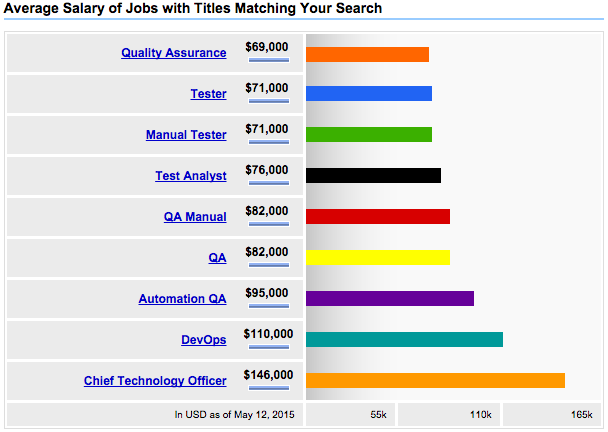 Average Salary of Jobs with Titles Matching Your Search
Quality Assurance $69,000
Tester $71,000
Manual Tester $71,000
Test Analyst $76,000
QA Manual $82,000
QA $82,000
Automation QA $95,000
DevOps $110,000
Chief Technology Officer $146,000
In USD as of May 12, 2015 55k 110k 165k